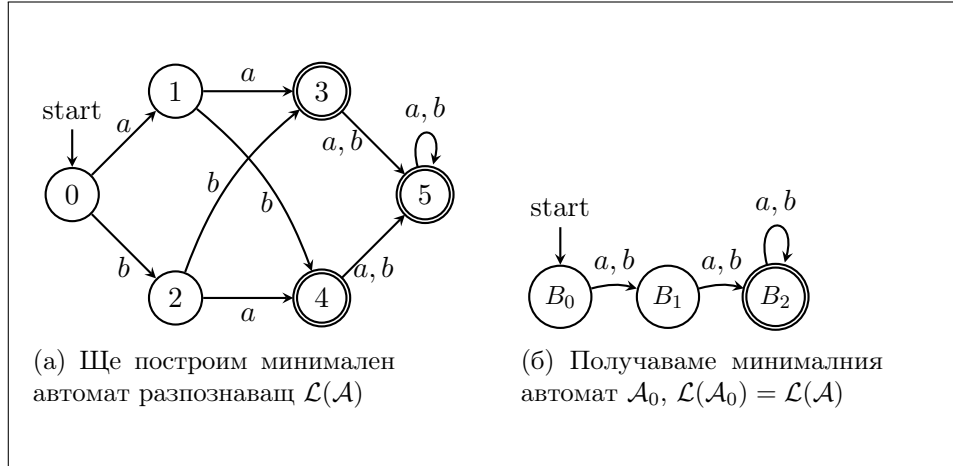 start
0
a
b
1
2
a
b
b
a
3
4
a, b
a, b
5
a, b
(а) Ще построим минимален
автомат разпознаващ ℒ(𝒜)
start
B₀
a, b
B₁
a, b
B₂
a, b
(б) Получаваме минималния
автомат 𝒜₀, ℒ(𝒜₀) = ℒ(𝒜)